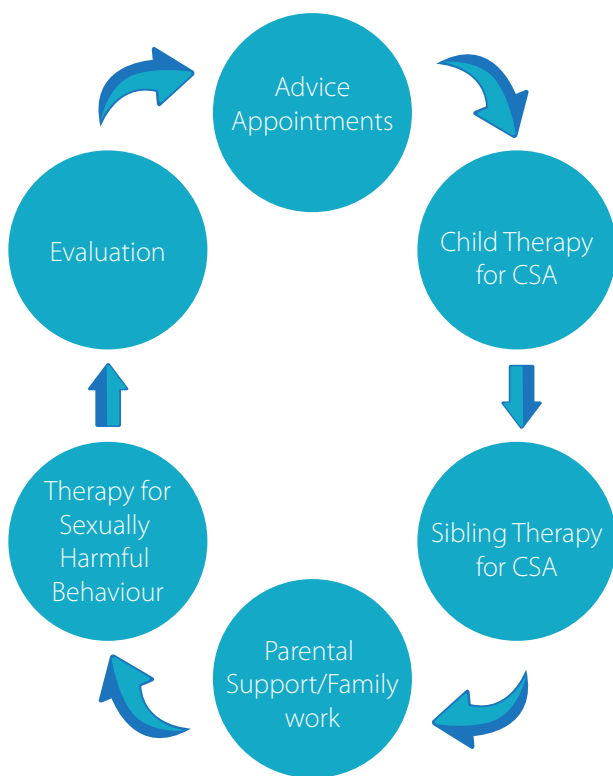 Advice
Appointments
Child Therapy
for CSA
Sibling Therapy
for CSA
Parental
Support/Family
work
Therapy for
Sexually
Harmful
Behaviour
Evaluation